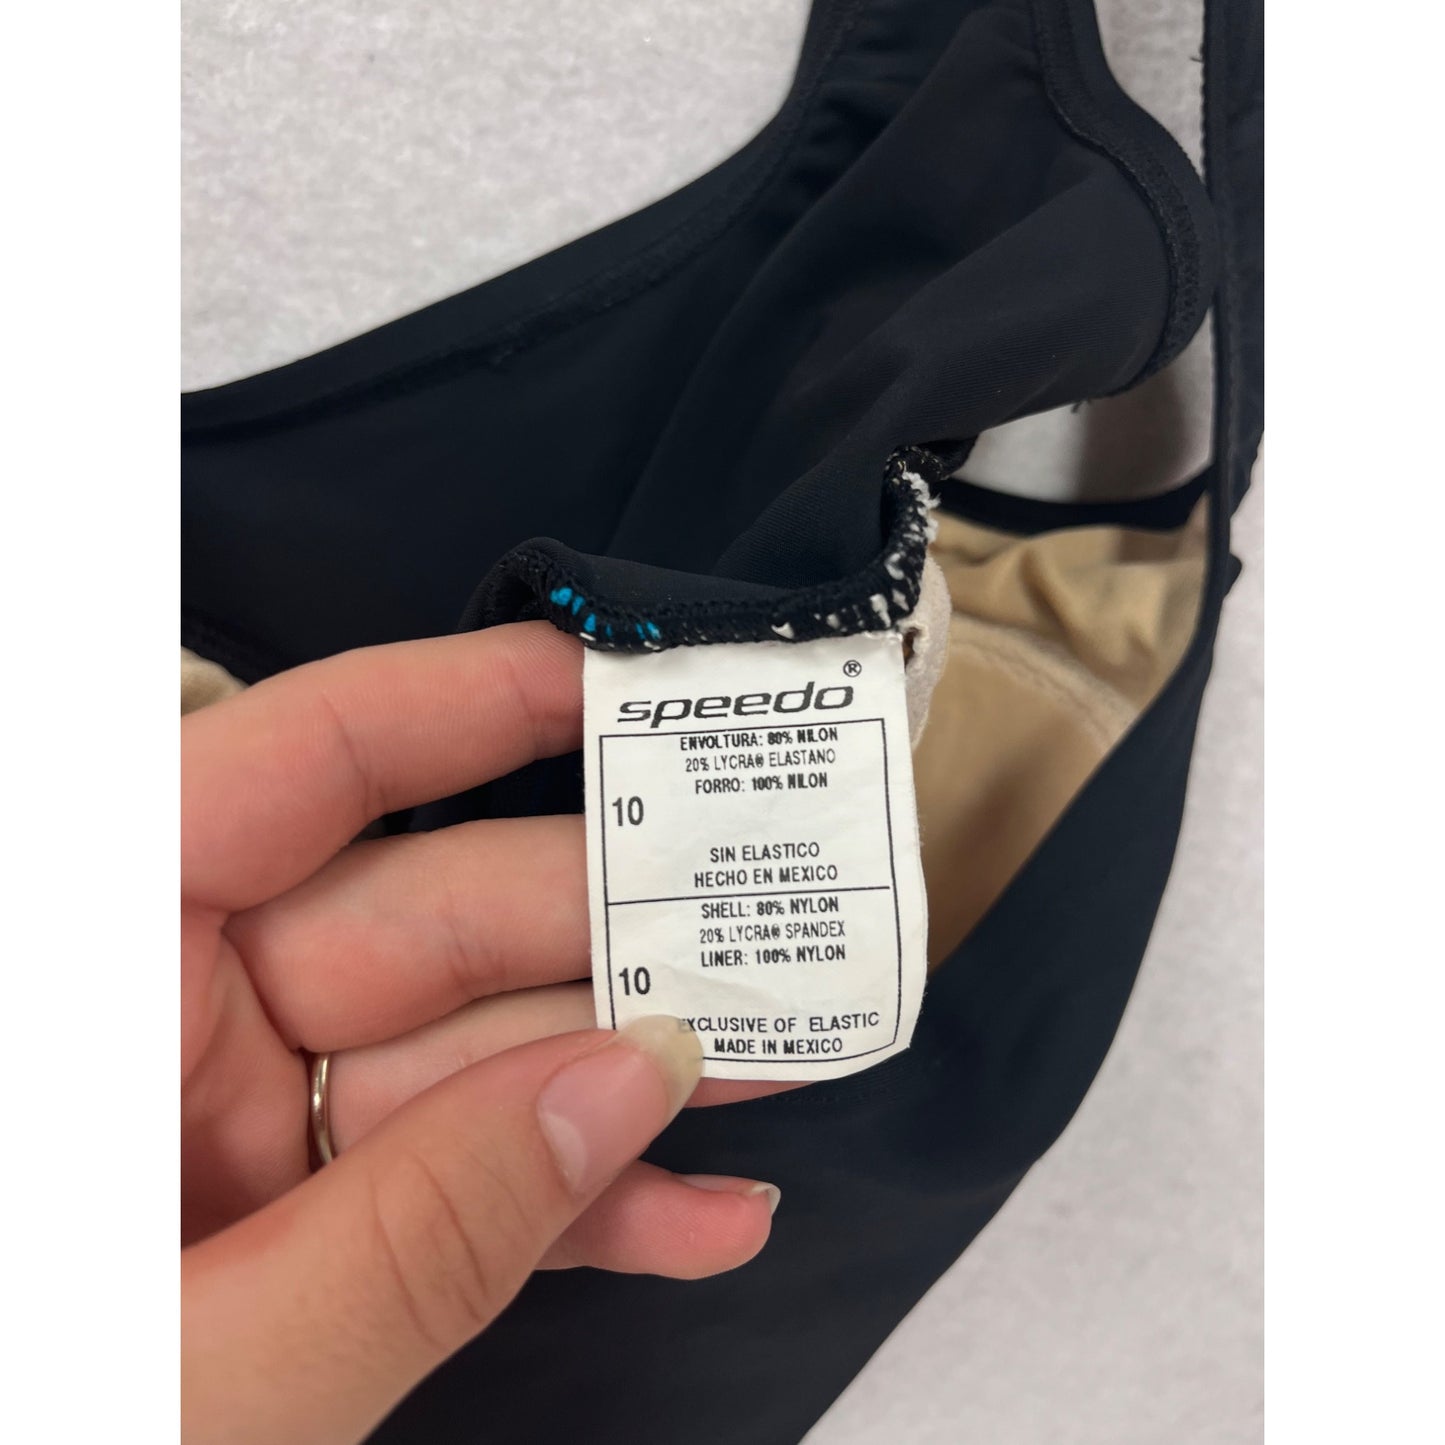 speedo®
ENVOLTURA: 80% NILON
20% LYCRA® ELASTANO
FORRO: 100% NILON
10
SIN ELASTICO
HECHO EN MEXICO
SHELL: 80% NYLON
20% LYCRA® SPANDEX
LINER: 100% NYLON
10
EXCLUSIVE OF ELASTIC
MADE IN MEXICO